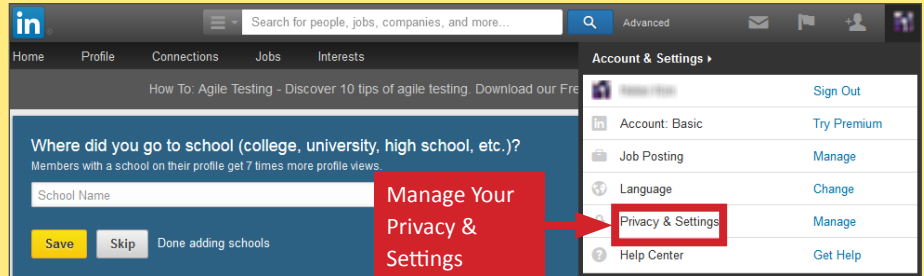 in
Search for people, jobs, companies, and more...
Advanced
Home Profile Connections Jobs Interests
Account & Settings
How To: Agile Testing - Discover 10 tips of agile testing. Download our Fre
Sign Out
in Account: Basic Try Premium
Job Posting Manage
Language Change
Privacy & Settings Manage
Help Center Get Help
Where did you go to school (college, university, high school, etc.)?
Members with a school on their profile get 7 times more profile views.
School Name
Save Skip Done adding schools
Manage Your
Privacy &
Settings